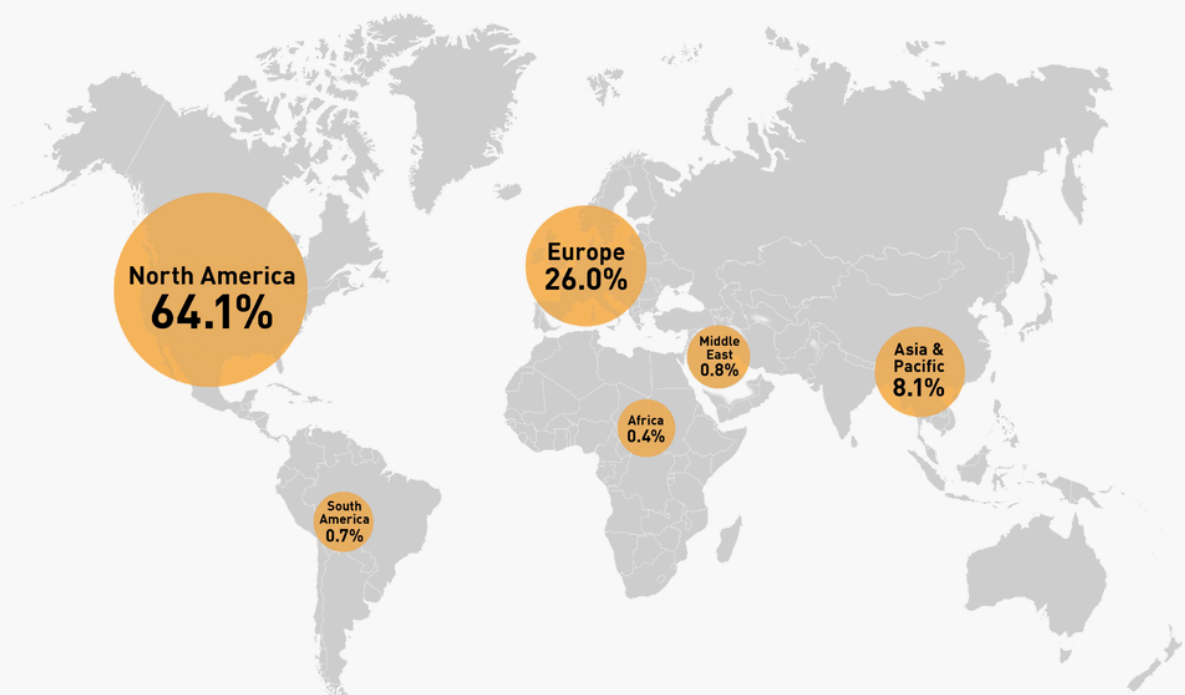 North America
64.1%
Europe
26.0%
Middle
East
0.8%
Asia &
Pacific
8.1%
Africa
0.4%
South
America
0.7%